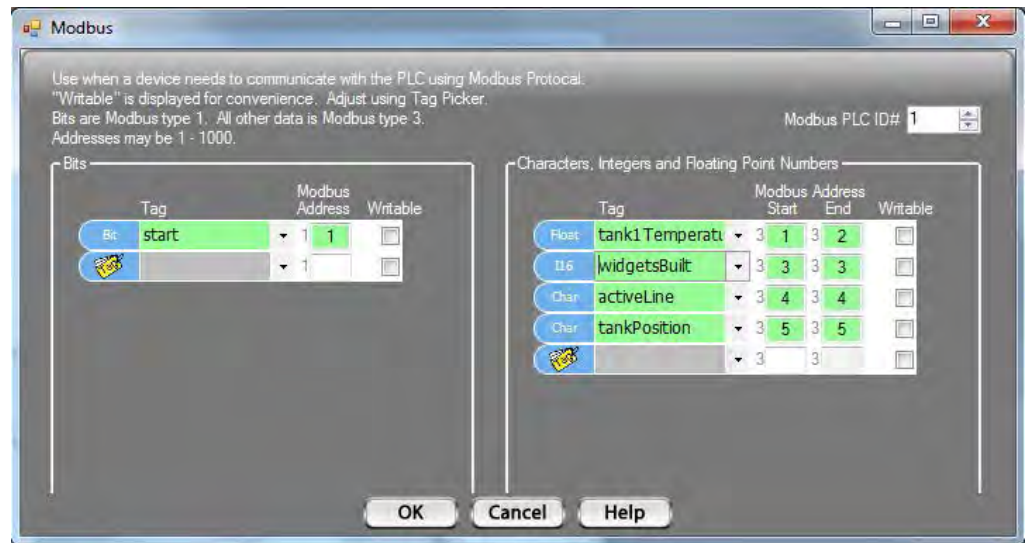 Modbus
Use when a device needs to communicate with the PLC using Modbus Protocal.
"Writable" is displayed for convenience. Adjust using Tag Picker.
Bits are Modbus type 1. All other data is Modbus type 3.
Addresses may be 1 - 1000.
Modbus PLC ID# 1
Bits
Tag Modbus Address Writable
Bit start 1 1
Tag 1
Characters, Integers and Floating Point Numbers
Tag Modbus Address Start End Writable
Float tank1Temperatu 3 1 3 2
I16 widgetsBuilt 3 3 3 3
Char activeLine 3 4 3 4
Char tankPosition 3 5 3 5
Tag 3 3
OK Cancel Help